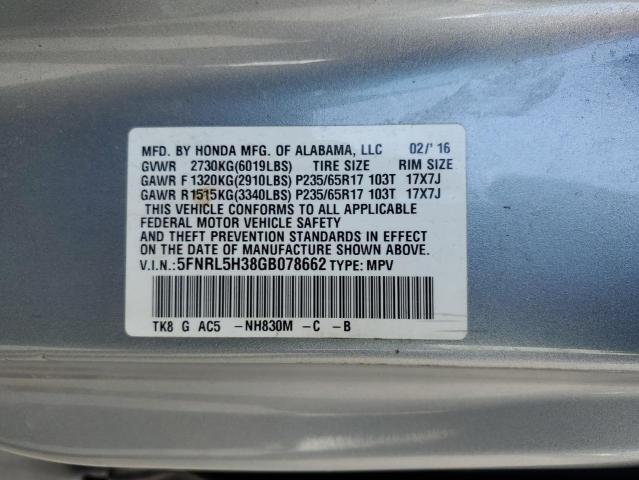 MFD. BY HONDA MFG. OF ALABAMA, LLC 02/' 16
GVWR 2730KG(6019LBS) TIRE SIZE RIM SIZE
GAWR F 1320KG(2910LBS) P235/65R17 103T 17X7J
GAWR R1515KG(3340LBS) P235/65R17 103T 17X7J
THIS VEHICLE CONFORMS TO ALL APPLICABLE
FEDERAL MOTOR VEHICLE SAFETY
AND THEFT PREVENTION STANDARDS IN EFFECT
ON THE DATE OF MANUFACTURE SHOWN ABOVE.
V.I.N.:5FNRL5H38GB078662 TYPE: MPV
TK8 G AC5 -NH830M -C -B